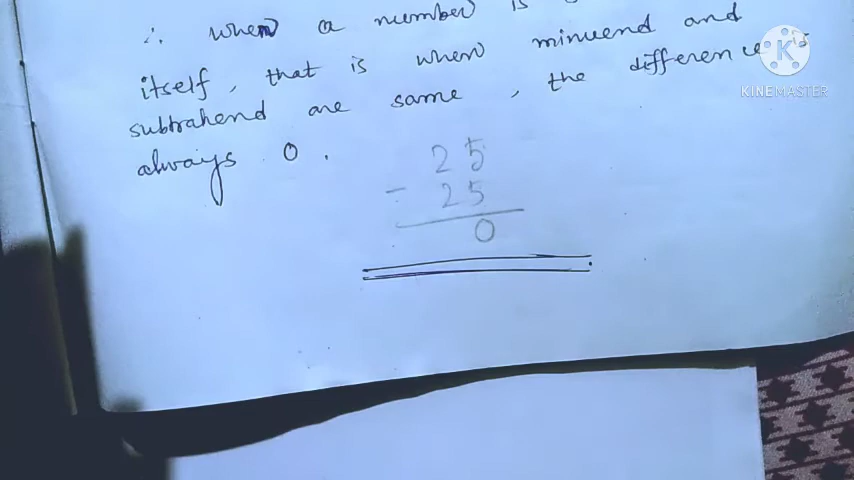 ∴ when a number is
itself, that is when minuend and
subtrahend are same, the difference is
always 0.
25
- 25
0
KINEMASTER